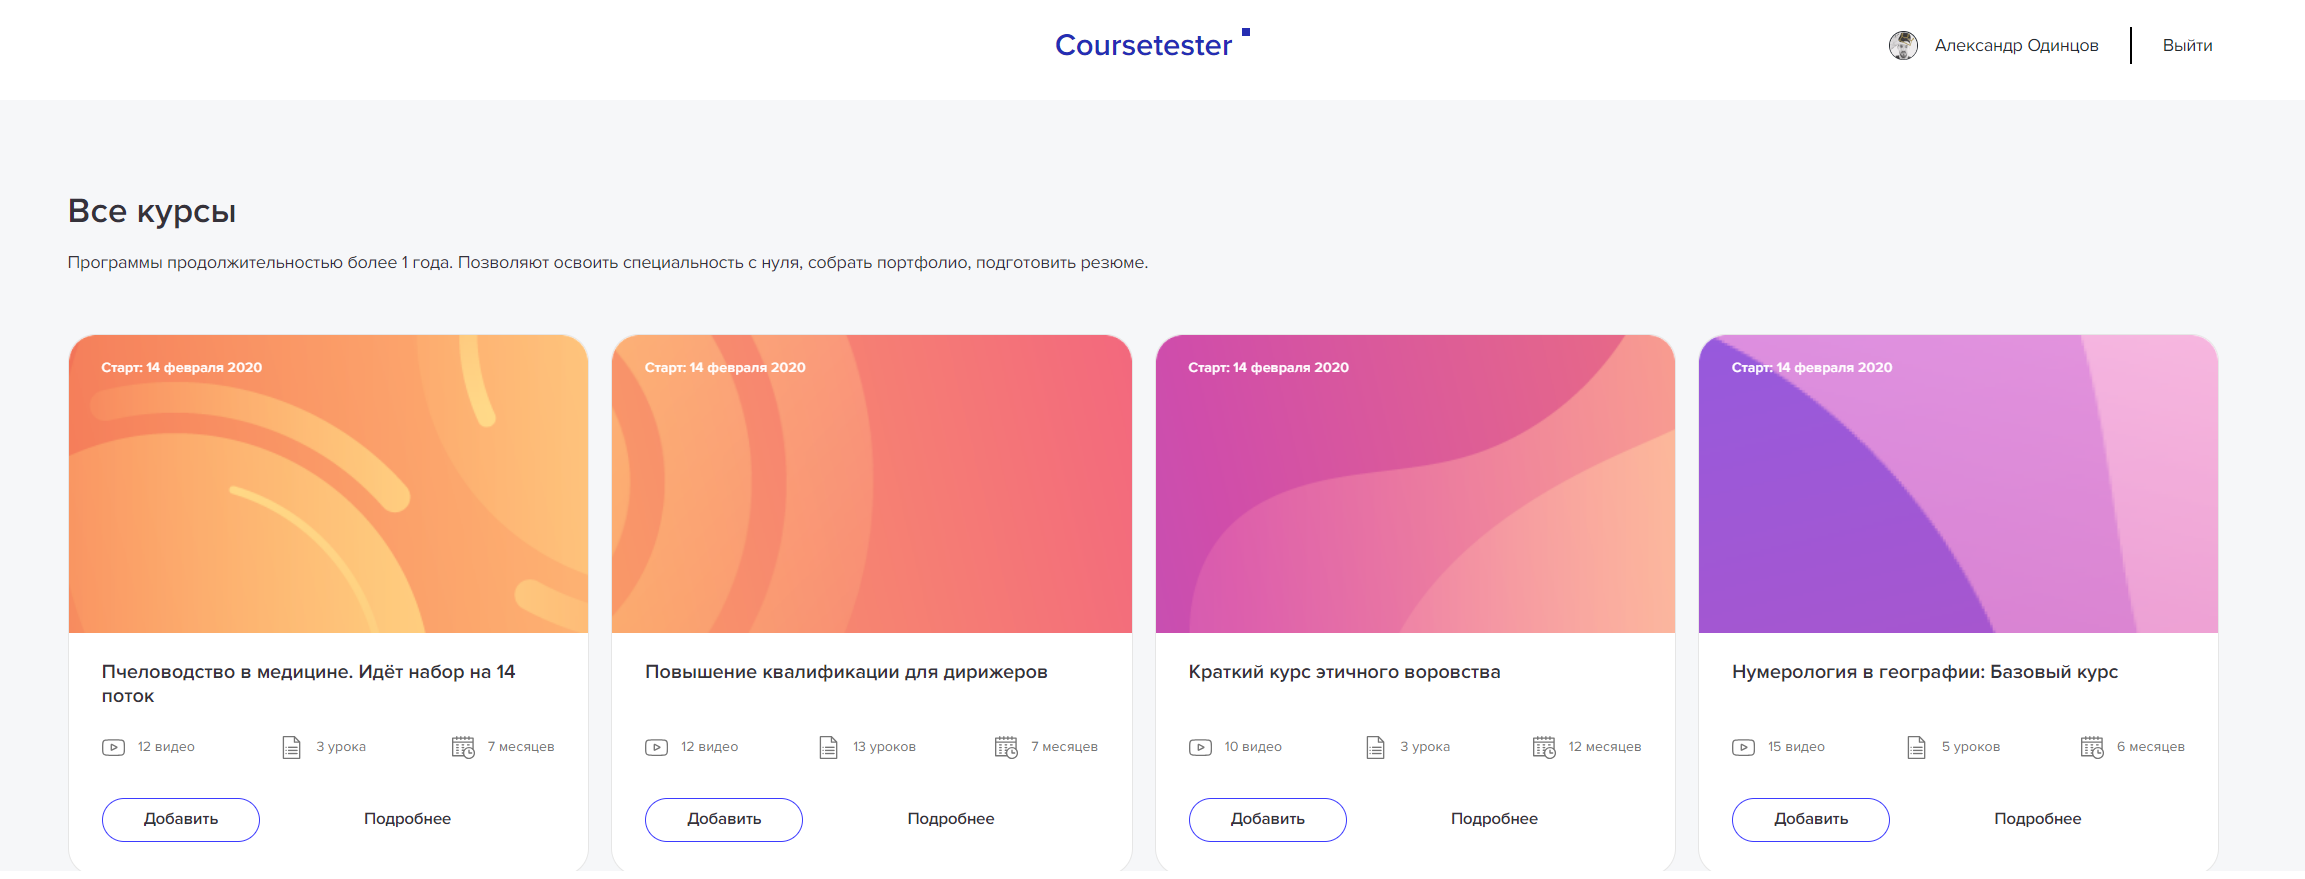 Coursetester
Александр Одинцов
Выйти
Все курсы
Программы продолжительностью более 1 года. Позволяют освоить специальность с нуля, собрать портфолио, подготовить резюме.
Старт: 14 февраля 2020
Пчеловодство в медицине. Идёт набор на 14
поток
12 видео
3 урока
7 месяцев
Добавить
Подробнее
Старт: 14 февраля 2020
Повышение квалификации для дирижеров
12 видео
13 уроков
7 месяцев
Добавить
Подробнее
Старт: 14 февраля 2020
Краткий курс этичного воровства
10 видео
3 урока
12 месяцев
Добавить
Подробнее
Старт: 14 февраля 2020
Нумерология в географии: Базовый курс
15 видео
5 уроков
6 месяцев
Добавить
Подробнее